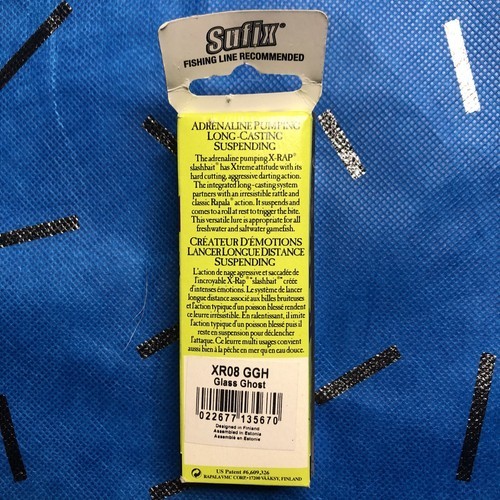 Sufix®
FISHING LINE RECOMMENDED
ADRENALINE PUMPING
LONG-CASTING
SUSPENDING
The adrenaline pumping X-RAP®
slashbait™ has Xtreme attitude with its
hard cutting, aggressive darting action.
The integrated long-casting system
partners with an irresistible rattle and
classic Rapala® action. It suspends and
comes to a roll at rest to trigger the bite.
This versatile lure is appropriate for all
freshwater and saltwater gamefish.
CRÉATEUR D'ÉMOTIONS
LANCER LONGUE DISTANCE
SUSPENDING
L'action de nage agressive et saccadée de
l'incroyable X-Rap® "slashbait™" créée
d'intenses émotions. Le système de lancer
longue distance associé aux billes bruiteuses
et l'action typique d'un poisson blessé rendent
ce leurre irrésistible. En ralentissant, il imite
l'action typique d'un poisson blessé puis il
reste en suspension pour déclencher
l'attaque. Ce leurre multi usages convient
aussi bien à la pêche en mer qu'en eau douce.
XR08 GGH
Glass Ghost
022677 135670
Designed in Finland
Assembled in Estonia
Assemblé en Estonie
US Patent #6,609,326
RAPALA VMC CORP. • 17200 VÄÄKSY, FINLAND